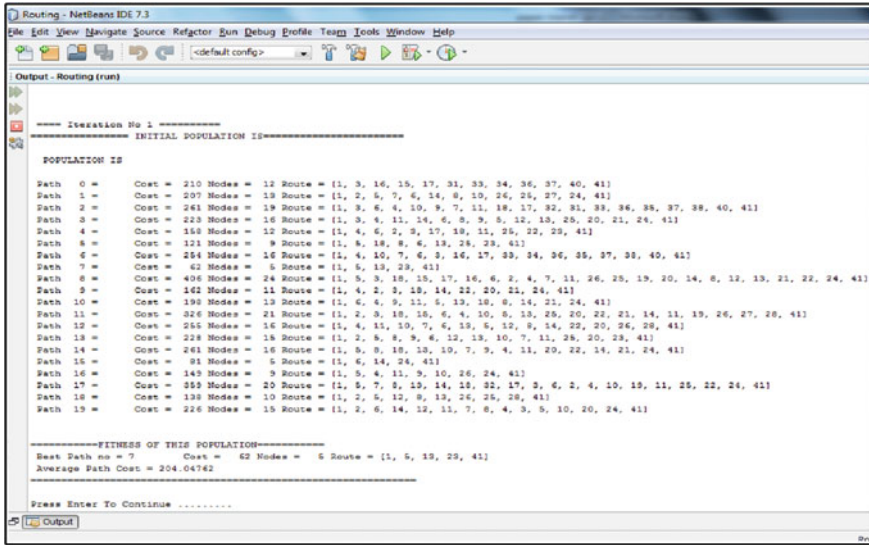 Routing - NetBeans IDE 7.3
File Edit View Navigate Source Refactor Run Debug Profile Team Tools Window Help
<default config>
Output - Routing (run)
==== Iteration No 1 ==========
================ INITIAL POPULATION IS=======================
POPULATION IS
Path 0 = Cost = 210 Nodes = 12 Route = [1, 3, 16, 15, 17, 31, 33, 34, 36, 37, 40, 41]
Path 1 = Cost = 207 Nodes = 13 Route = [1, 2, 5, 7, 6, 14, 8, 10, 26, 25, 27, 24, 41]
Path 2 = Cost = 261 Nodes = 19 Route = [1, 3, 6, 4, 10, 9, 7, 11, 18, 17, 32, 31, 33, 36, 35, 37, 38, 40, 41]
Path 3 = Cost = 223 Nodes = 16 Route = [1, 3, 4, 11, 14, 6, 8, 9, 5, 12, 13, 25, 20, 21, 24, 41]
Path 4 = Cost = 158 Nodes = 12 Route = [1, 4, 6, 2, 3, 17, 18, 11, 25, 22, 23, 41]
Path 5 = Cost = 121 Nodes = 9 Route = [1, 5, 18, 8, 6, 13, 25, 23, 41]
Path 6 = Cost = 254 Nodes = 16 Route = [1, 4, 10, 7, 6, 3, 16, 17, 33, 34, 36, 35, 37, 38, 40, 41]
Path 7 = Cost = 62 Nodes = 5 Route = [1, 5, 13, 23, 41]
Path 8 = Cost = 406 Nodes = 24 Route = [1, 5, 3, 18, 15, 17, 16, 6, 2, 4, 7, 11, 26, 25, 19, 20, 14, 8, 12, 13, 21, 22, 24, 41]
Path 9 = Cost = 162 Nodes = 11 Route = [1, 4, 2, 3, 18, 14, 22, 20, 21, 24, 41]
Path 10 = Cost = 198 Nodes = 13 Route = [1, 6, 4, 9, 11, 5, 13, 18, 8, 14, 21, 24, 41]
Path 11 = Cost = 326 Nodes = 21 Route = [1, 2, 3, 18, 15, 6, 4, 10, 5, 13, 25, 20, 22, 21, 14, 11, 19, 26, 27, 28, 41]
Path 12 = Cost = 255 Nodes = 16 Route = [1, 4, 11, 10, 7, 6, 13, 5, 12, 8, 14, 22, 20, 26, 28, 41]
Path 13 = Cost = 228 Nodes = 15 Route = [1, 2, 5, 8, 9, 6, 12, 13, 10, 7, 11, 25, 20, 23, 41]
Path 14 = Cost = 261 Nodes = 16 Route = [1, 5, 8, 18, 13, 10, 7, 9, 4, 11, 20, 22, 14, 21, 24, 41]
Path 15 = Cost = 81 Nodes = 5 Route = [1, 6, 14, 24, 41]
Path 16 = Cost = 149 Nodes = 9 Route = [1, 5, 4, 11, 9, 10, 26, 24, 41]
Path 17 = Cost = 359 Nodes = 20 Route = [1, 5, 7, 8, 13, 14, 18, 32, 17, 3, 6, 2, 4, 10, 19, 11, 25, 22, 24, 41]
Path 18 = Cost = 138 Nodes = 10 Route = [1, 2, 5, 12, 8, 13, 26, 25, 28, 41]
Path 19 = Cost = 226 Nodes = 15 Route = [1, 2, 6, 14, 12, 11, 7, 8, 4, 3, 5, 10, 20, 24, 41]
===========FITNESS OF THIS POPULATION===========
Best Path no = 7 Cost = 62 Nodes = 5 Route = [1, 5, 13, 23, 41]
Average Path Cost = 204.04762
Press Enter To Continue .........
Output